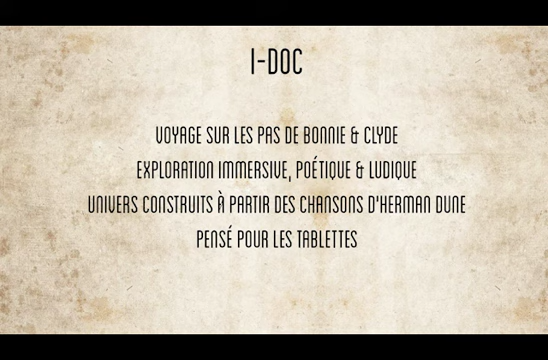 I-DOC
VOYAGE SUR LES PAS DE BONNIE & CLYDE
EXPLORATION IMMERSIVE, POÉTIQUE & LUDIQUE
UNIVERS CONSTRUITS À PARTIR DES CHANSONS D'HERMAN DUNE
PENSÉ POUR LES TABLETTES